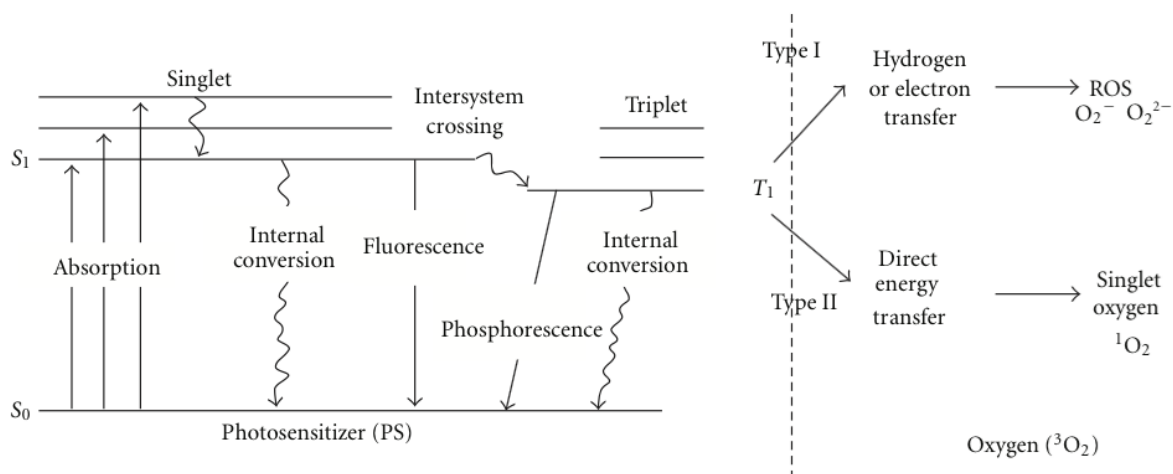 Singlet
Intersystem
crossing
Triplet
S₁
Absorption
Internal
conversion
Fluorescence
Phosphorescence
Internal
conversion
S₀
Photosensitizer (PS)
Type I
Hydrogen
or electron
transfer
ROS
O₂⁻ O₂²⁻
T₁
Type II
Direct
energy
transfer
Singlet
oxygen
¹O₂
Oxygen (³O₂)